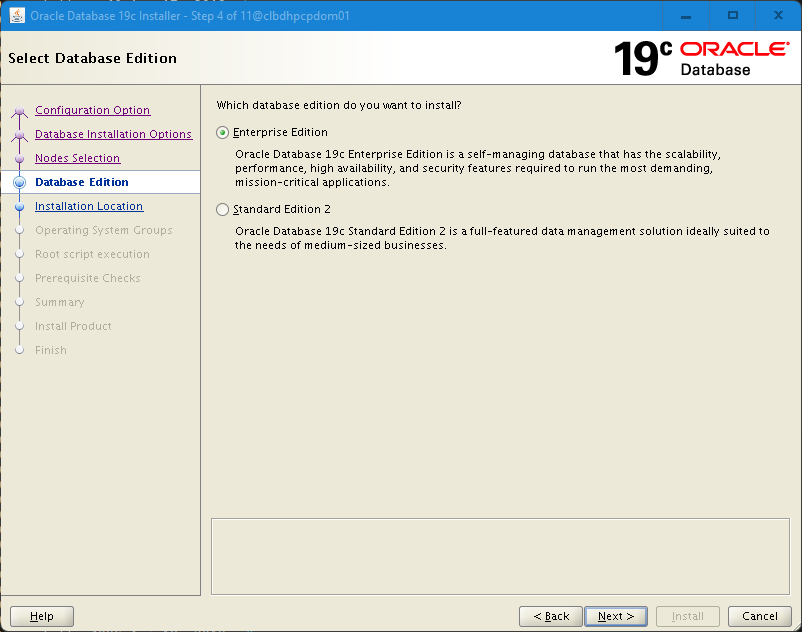 Oracle Database 19c Installer - Step 4 of 11@clbdhpcpdom01
Select Database Edition
19c ORACLE®
Database
Configuration Option
Database Installation Options
Nodes Selection
Database Edition
Installation Location
Operating System Groups
Root script execution
Prerequisite Checks
Summary
Install Product
Finish
Which database edition do you want to install?
Enterprise Edition
Oracle Database 19c Enterprise Edition is a self-managing database that has the scalability,
performance, high availability, and security features required to run the most demanding,
mission-critical applications.
Standard Edition 2
Oracle Database 19c Standard Edition 2 is a full-featured data management solution ideally suited to
the needs of medium-sized businesses.
Help
< Back
Next >
Install
Cancel